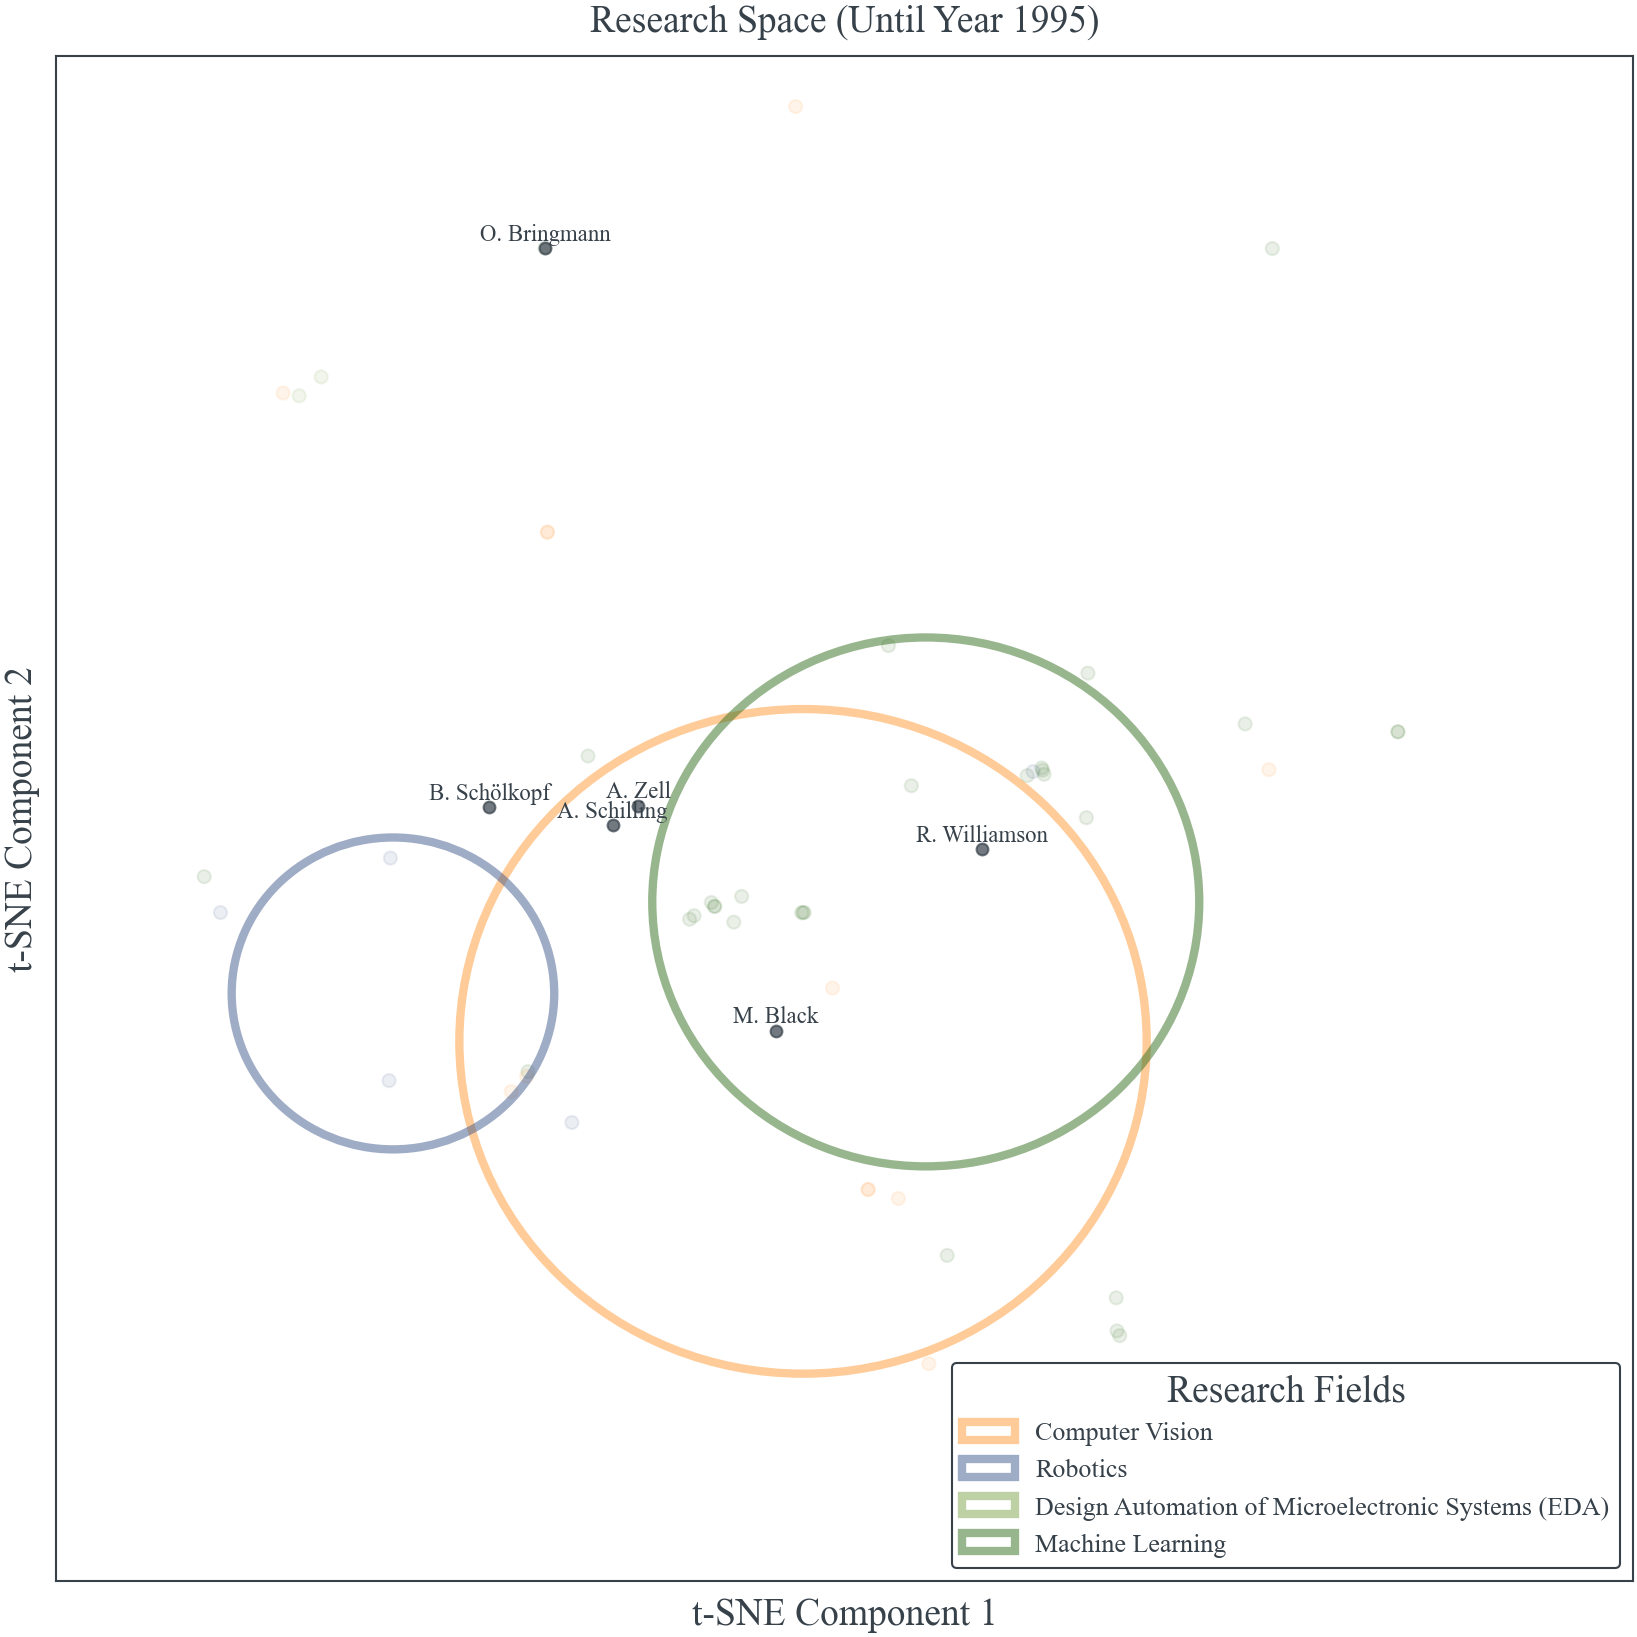 Research Space (Until Year 1995)
O. Bringmann
B. Schölkopf
A. Zell
A. Schilling
R. Williamson
M. Black
t-SNE Component 2
Research Fields
Computer Vision
Robotics
Design Automation of Microelectronic Systems (EDA)
Machine Learning
t-SNE Component 1